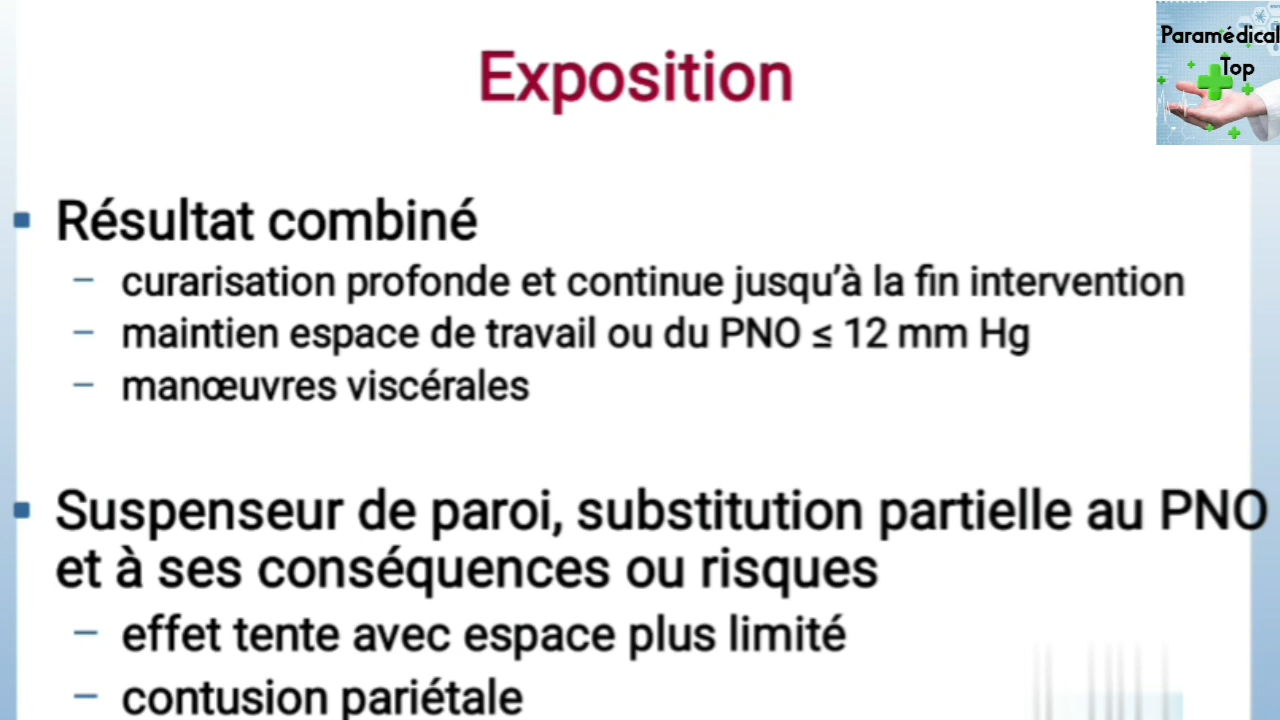 Paramédical
Top
Exposition
▪ Résultat combiné
– curarisation profonde et continue jusqu’à la fin intervention
– maintien espace de travail ou du PNO ≤ 12 mm Hg
– manœuvres viscérales
▪ Suspenseur de paroi, substitution partielle au PNO
et à ses conséquences ou risques
– effet tente avec espace plus limité
– contusion pariétale